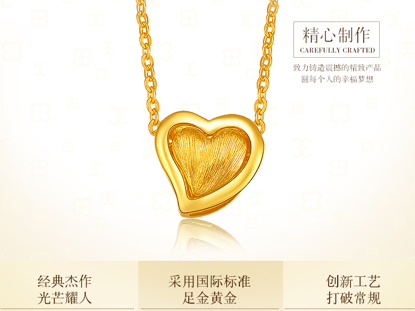 精心制作
CAREFULLY CRAFTED
致力铸造震撼的精致产品
圆每个人的幸福梦想
经典杰作
光芒耀人
采用国际标准
足金黄金
创新工艺
打破常规